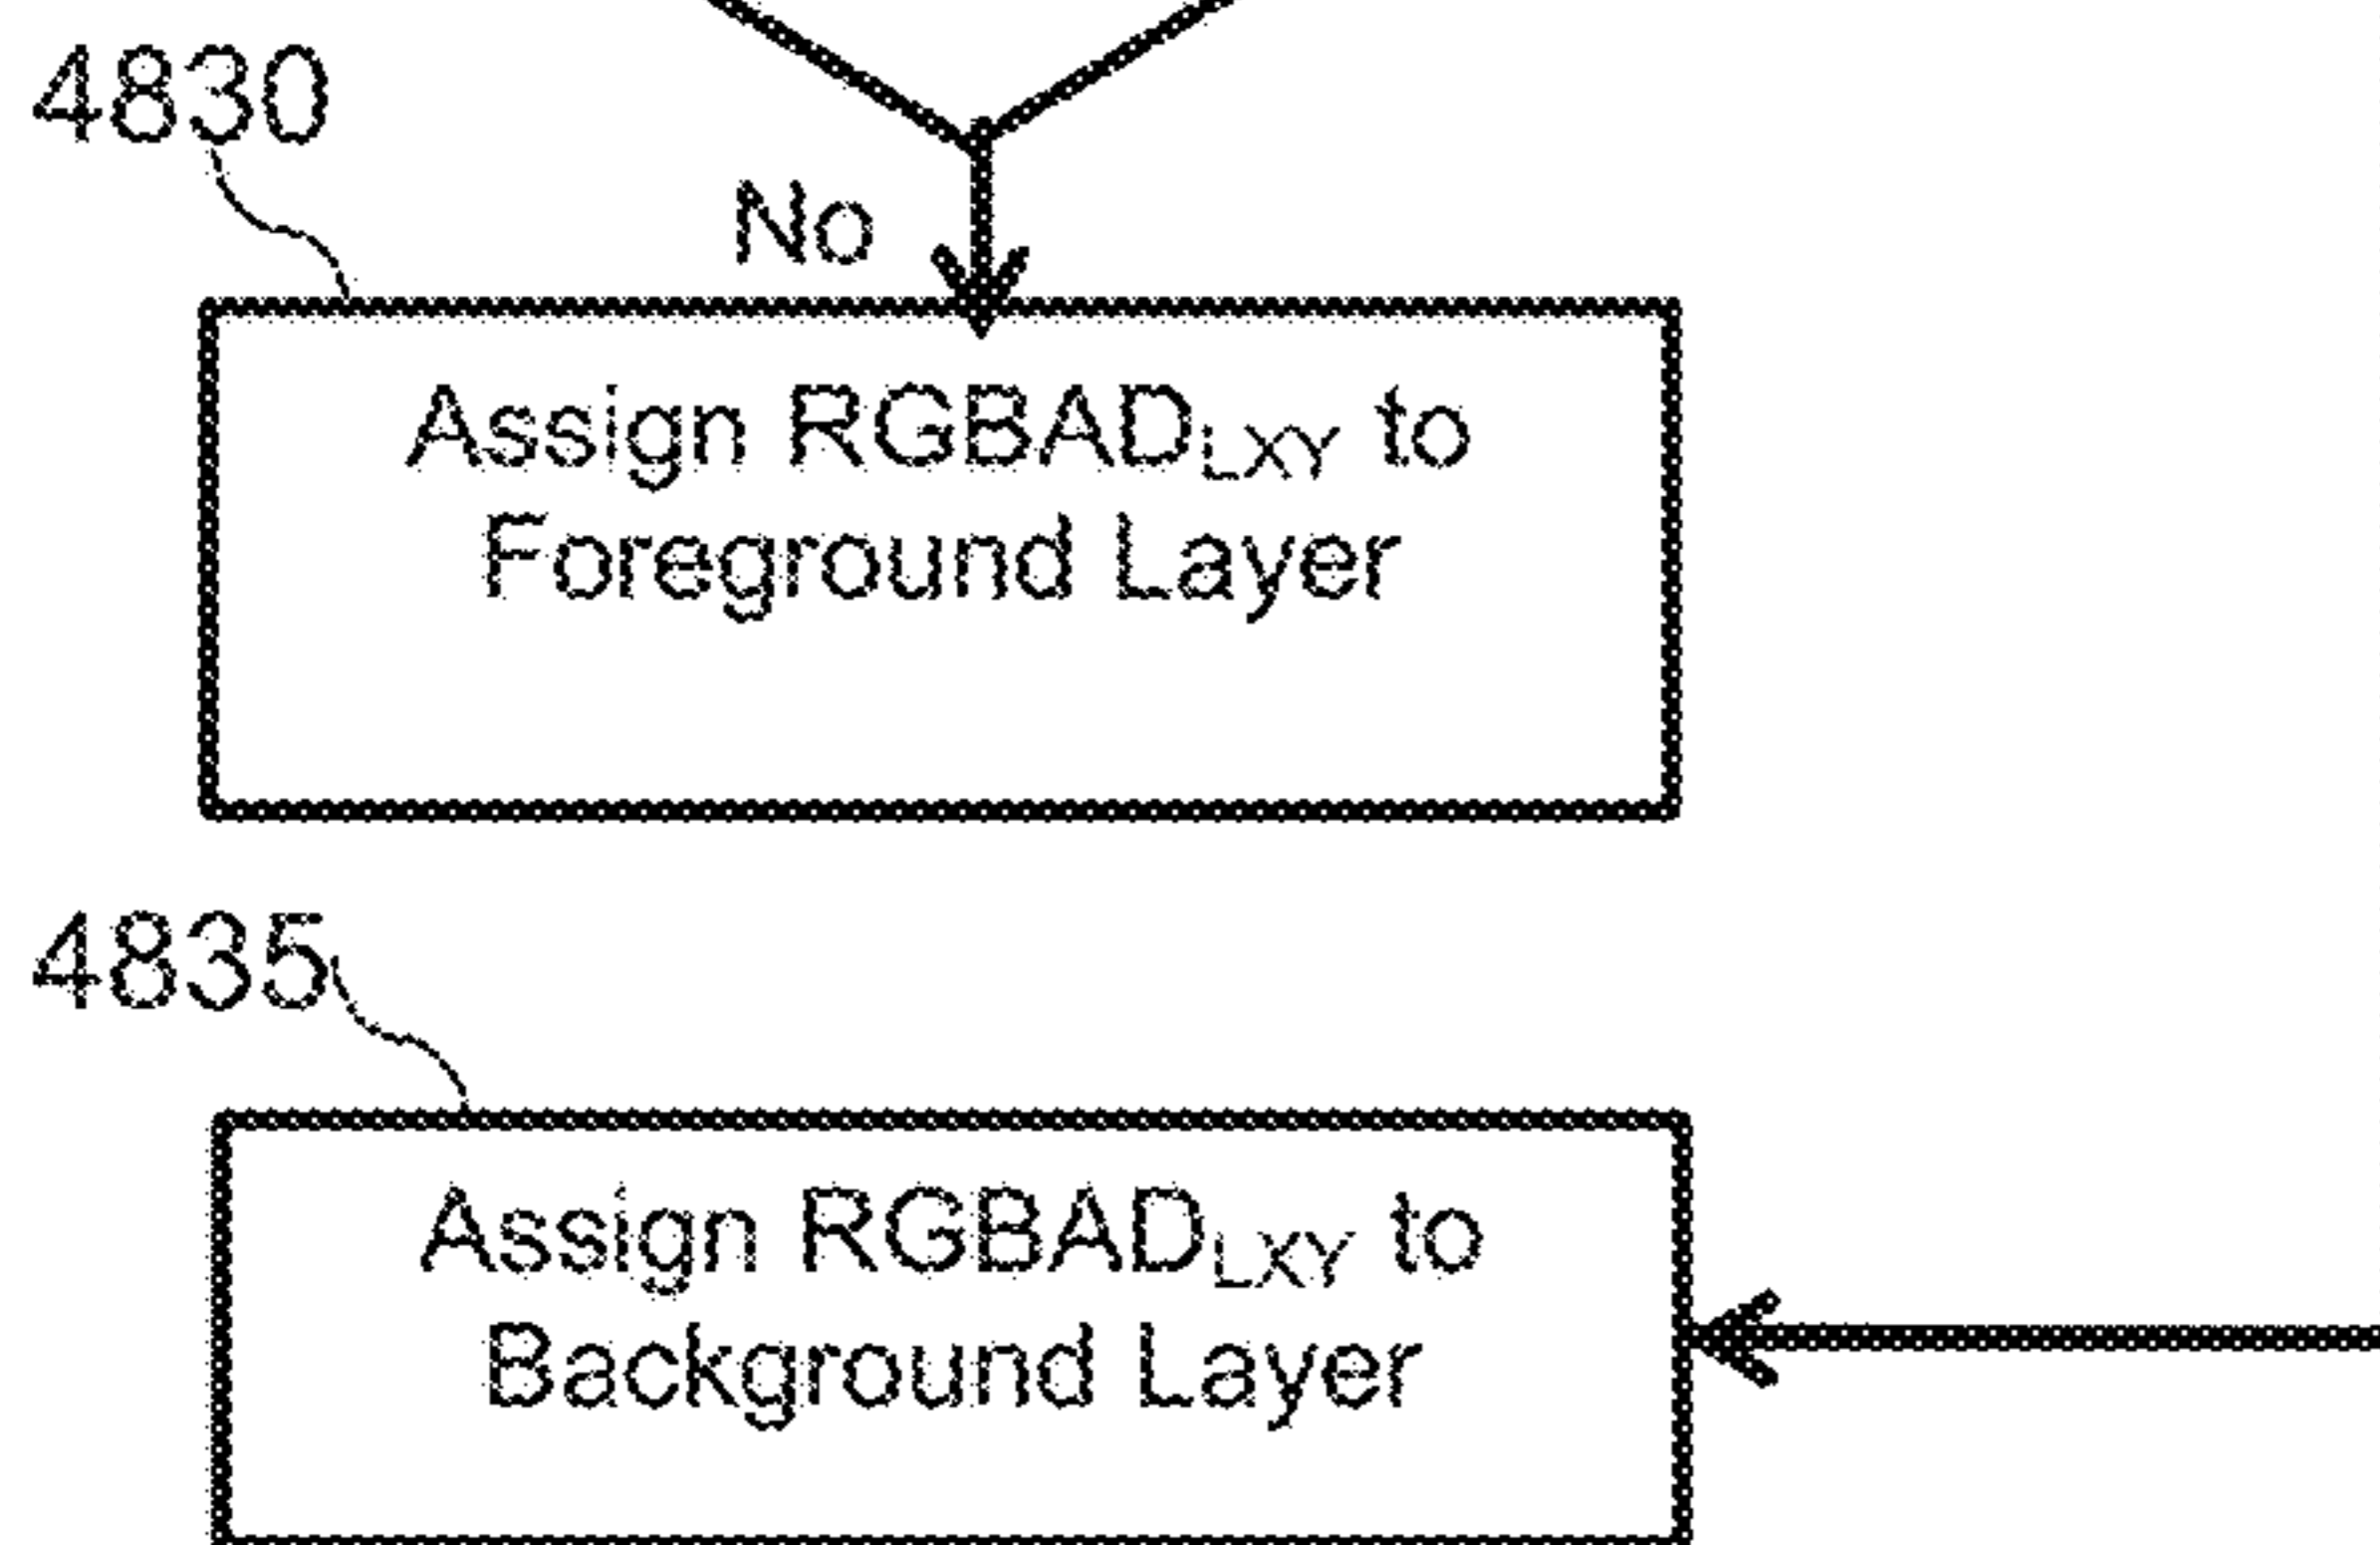 4830
No
Assign RGBAD_LXY to
Foreground Layer
4835
Assign RGBAD_LXY to
Background Layer